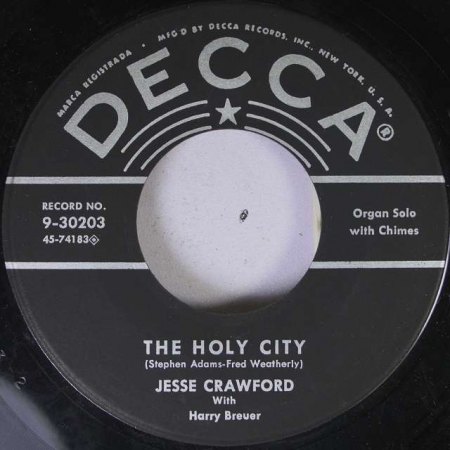 MARCA REGISTRADA • MFG'D BY DECCA RECORDS, INC., NEW YORK, U. S. A.
DECCA®
RECORD NO.
9-30203
45-74183
Organ Solo
with Chimes
THE HOLY CITY
(Stephen Adams-Fred Weatherly)
JESSE CRAWFORD
With
Harry Breuer